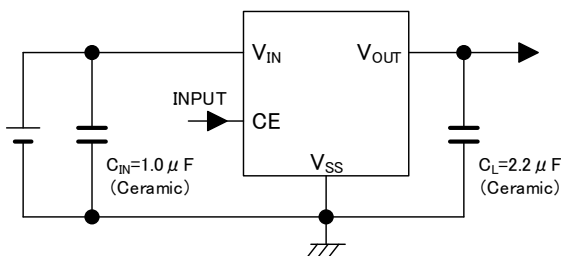 V_IN
V_OUT
INPUT
CE
V_SS
C_IN=1.0μF
(Ceramic)
C_L=2.2μF
(Ceramic)